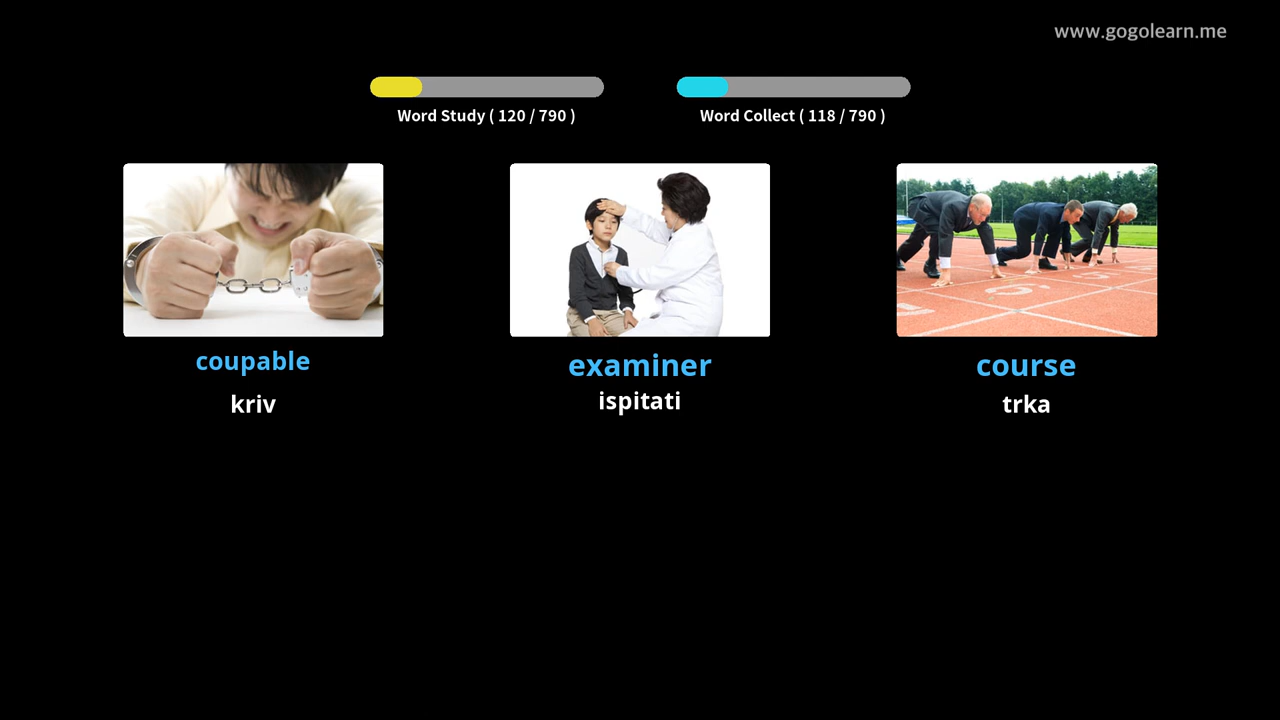 www.gogolearn.me
Word Study ( 120 / 790 )
Word Collect ( 118 / 790 )
coupable
kriv
examiner
ispitati
course
trka